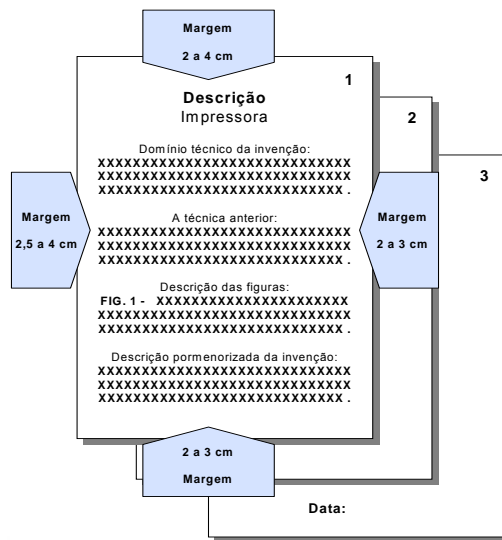 Margem
2 a 4 cm
1
Descrição
Impressora
2
Domínio técnico da invenção:
XXXXXXXXXXXXXXXXXXXXXXXXXXXXX
XXXXXXXXXXXXXXXXXXXXXXXXXXXXX
XXXXXXXXXXXXXXXXXXXXXXXXXXXX .
3
Margem
2,5 a 4 cm
A técnica anterior:
XXXXXXXXXXXXXXXXXXXXXXXXXXXXX
XXXXXXXXXXXXXXXXXXXXXXXXXXXXX
XXXXXXXXXXXXXXXXXXXXXXXXXXXX .
Margem
2 a 3 cm
Descrição das figuras:
FIG. 1 - XXXXXXXXXXXXXXXXXXXXXX
XXXXXXXXXXXXXXXXXXXXXXXXXXXXX
XXXXXXXXXXXXXXXXXXXXXXXXXXXX .
Descrição pormenorizada da invenção:
XXXXXXXXXXXXXXXXXXXXXXXXXXXXX
XXXXXXXXXXXXXXXXXXXXXXXXXXXXX
XXXXXXXXXXXXXXXXXXXXXXXXXXXX .
2 a 3 cm
Margem
Data: